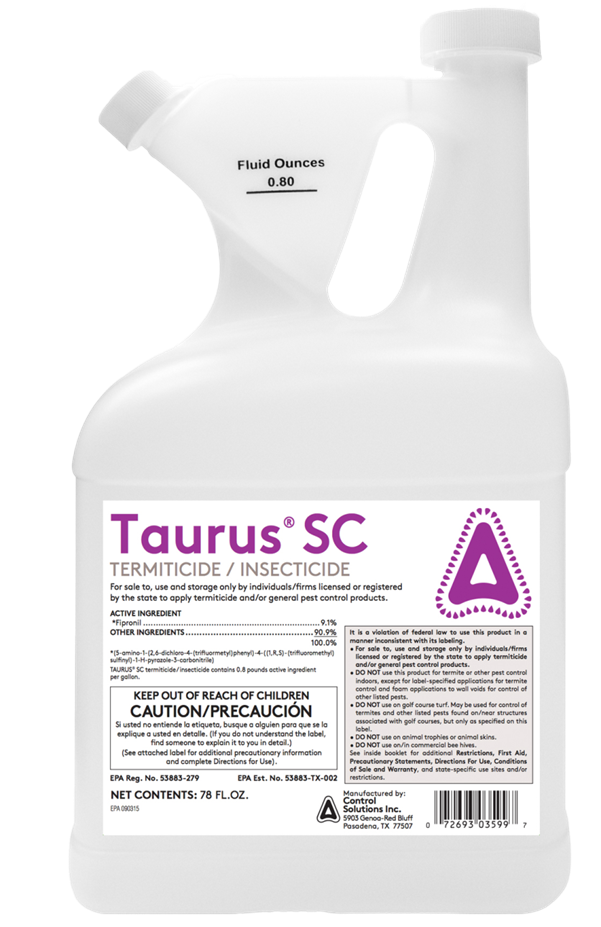 Fluid Ounces
0.80
Taurus® SC
TERMITICIDE / INSECTICIDE
For sale to, use and storage only by individuals/firms licensed or registered
by the state to apply termiticide and/or general pest control products.
ACTIVE INGREDIENT
*Fipronil ........................................................ 9.1%
OTHER INGREDIENTS ........................................ 90.9%
100.0%
*(5-amino-1-(2,6-dichloro-4-(trifluormetyl)phenyl)-4-((1,R,S)-(trifluoromethyl)
sulfinyl)-1-H-pyrazole-3-carbonitrile)
TAURUS® SC termiticide/insecticide contains 0.8 pounds active ingredient
per gallon.
KEEP OUT OF REACH OF CHILDREN
CAUTION/PRECAUCIÓN
Si usted no entiende la etiqueta, busque a alguien para que se la
explique a usted en detalle. (If you do not understand the label,
find someone to explain it to you in detail.)
(See attached label for additional precautionary information
and complete Directions for Use).
EPA Reg. No. 53883-279 EPA Est. No. 53883-TX-002
NET CONTENTS: 78 FL.OZ.
EPA 090315
It is a violation of federal law to use this product in a
manner inconsistent with its labeling.
• For sale to, use and storage only by individuals/firms
licensed or registered by the state to apply termiticide
and/or general pest control products.
• DO NOT use this product for termite or other pest control
indoors, except for label-specified applications for termite
control and foam applications to wall voids for control of
other listed pests.
• DO NOT use on golf course turf. May be used for control of
termites and other listed pests found on/near structures
associated with golf courses, but only as specified on this
label.
• DO NOT use on animal trophies or animal skins.
• DO NOT use on/in commercial bee hives.
See inside booklet for additional Restrictions, First Aid,
Precautionary Statements, Directions For Use, Conditions
of Sale and Warranty, and state-specific use sites and/or
restrictions.
Manufactured by:
Control
Solutions Inc.
5903 Genoa-Red Bluff
Pasadena, TX 77507
0 72693 03599 7